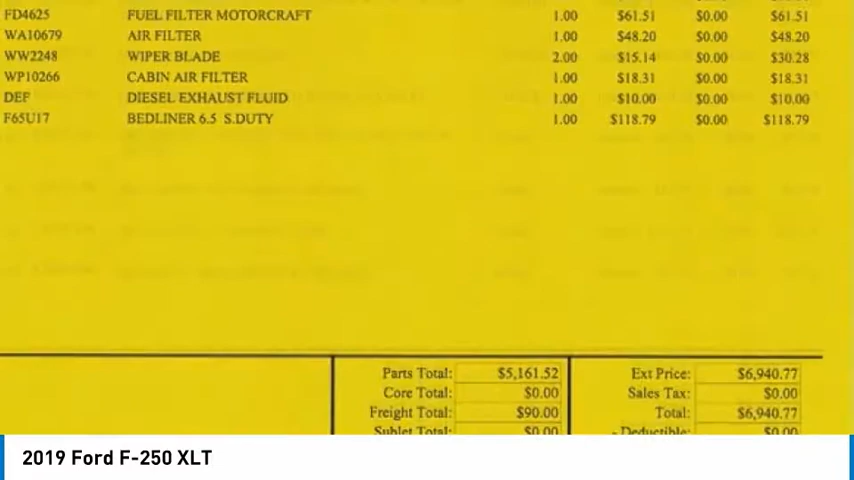 FD4625 FUEL FILTER MOTORCRAFT 1.00 $61.51 $0.00 $61.51
WA10679 AIR FILTER 1.00 $48.20 $0.00 $48.20
WW2248 WIPER BLADE 2.00 $15.14 $0.00 $30.28
WP10266 CABIN AIR FILTER 1.00 $18.31 $0.00 $18.31
DEF DIESEL EXHAUST FLUID 1.00 $10.00 $0.00 $10.00
F65U17 BEDLINER 6.5 S.DUTY 1.00 $118.79 $0.00 $118.79
Parts Total: $5,161.52 Ext Price: $6,940.77
Core Total: $0.00 Sales Tax: $0.00
Freight Total: $90.00 Total: $6,940.77
Sublet Total: $0.00 - Deductible: $0.00
2019 Ford F-250 XLT